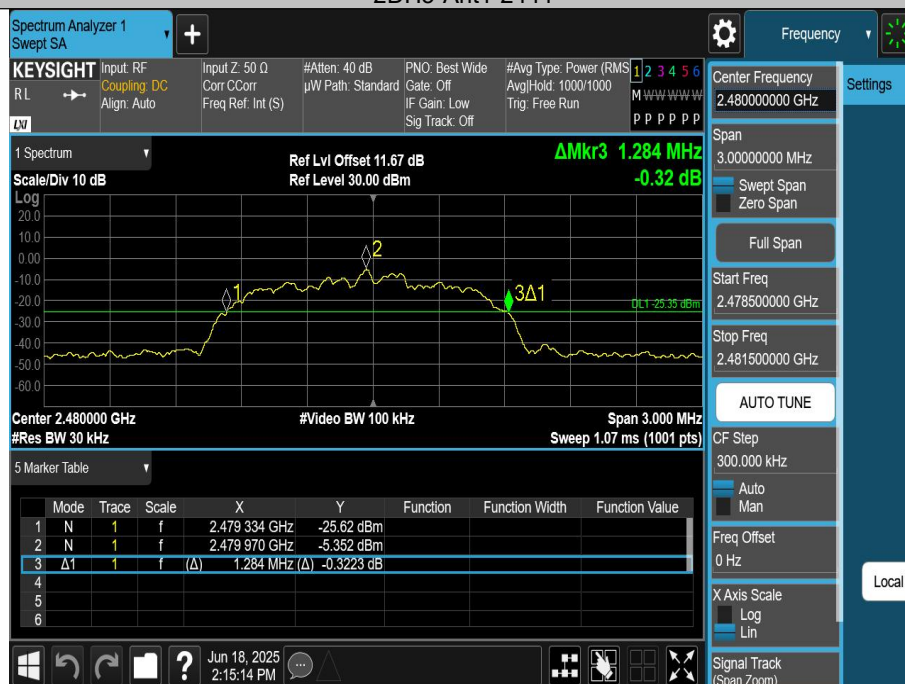 Spectrum Analyzer 1
Swept SA
+
Frequency
KEYSIGHT
RL
LXI
Input: RF
Coupling: DC
Align: Auto
Input Z: 50 Ω
Corr CCorr
Freq Ref: Int (S)
#Atten: 40 dB
µW Path: Standard
PNO: Best Wide
Gate: Off
IF Gain: Low
Sig Track: Off
#Avg Type: Power (RMS
Avg|Hold: 1000/1000
Trig: Free Run
1 2 3 4 5 6
M W W W W W
P P P P P P
Center Frequency
2.480000000 GHz
Settings
Span
3.00000000 MHz
Swept Span
Zero Span
Full Span
Start Freq
2.478500000 GHz
Stop Freq
2.481500000 GHz
AUTO TUNE
CF Step
300.000 kHz
Auto
Man
Freq Offset
0 Hz
X Axis Scale
Log
Lin
Signal Track
(Span Zoom)
Local
1 Spectrum
Scale/Div 10 dB
Log
Ref Lvl Offset 11.67 dB
Ref Level 30.00 dBm
ΔMkr3 1.284 MHz
-0.32 dB
20.0
10.0
0.00
-10.0
-20.0
-30.0
-40.0
-50.0
-60.0
1
2
3Δ1
DL1 -25.35 dBm
Center 2.480000 GHz
#Video BW 100 kHz
Span 3.000 MHz
#Res BW 30 kHz
Sweep 1.07 ms (1001 pts)
5 Marker Table
Mode Trace Scale X Y Function Function Width Function Value
1 N 1 f 2.479 334 GHz -25.62 dBm
2 N 1 f 2.479 970 GHz -5.352 dBm
3 Δ1 1 f (Δ) 1.284 MHz (Δ) -0.3223 dB
4
5
6
?
Jun 18, 2025
2:15:14 PM